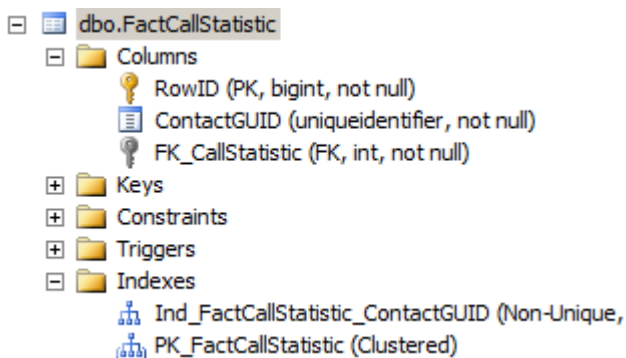 dbo.FactCallStatistic
Columns
RowID (PK, bigint, not null)
ContactGUID (uniqueidentifier, not null)
FK_CallStatistic (FK, int, not null)
Keys
Constraints
Triggers
Indexes
Ind_FactCallStatistic_ContactGUID (Non-Unique,
PK_FactCallStatistic (Clustered)